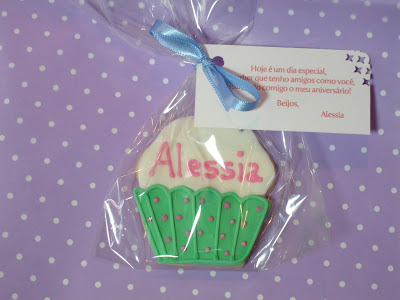 Hoje é um dia especial,
que tenho amigos como você,
comigo o meu aniversário!
Beijos,
Alessia
Alessia